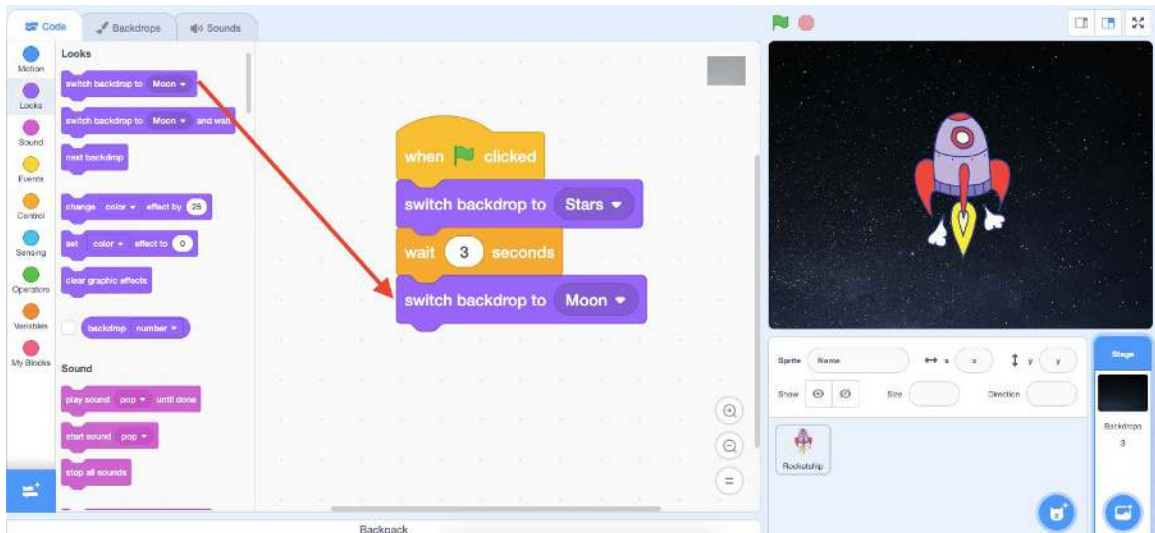 Code
Backdrops
Sounds
Motion
Looks
Sound
Events
Control
Sensing
Operators
Variables
My Blocks
Looks
switch backdrop to Moon
switch backdrop to Moon and wait
next backdrop
change color effect by 25
set color effect to 0
clear graphic effects
backdrop number
Sound
play sound pop until done
start sound pop
stop all sounds
when clicked
switch backdrop to Stars
wait 3 seconds
switch backdrop to Moon
Backpack
Sprite Name x x y y
Show Size Direction
Rocketship
Stage
Backdrops
3